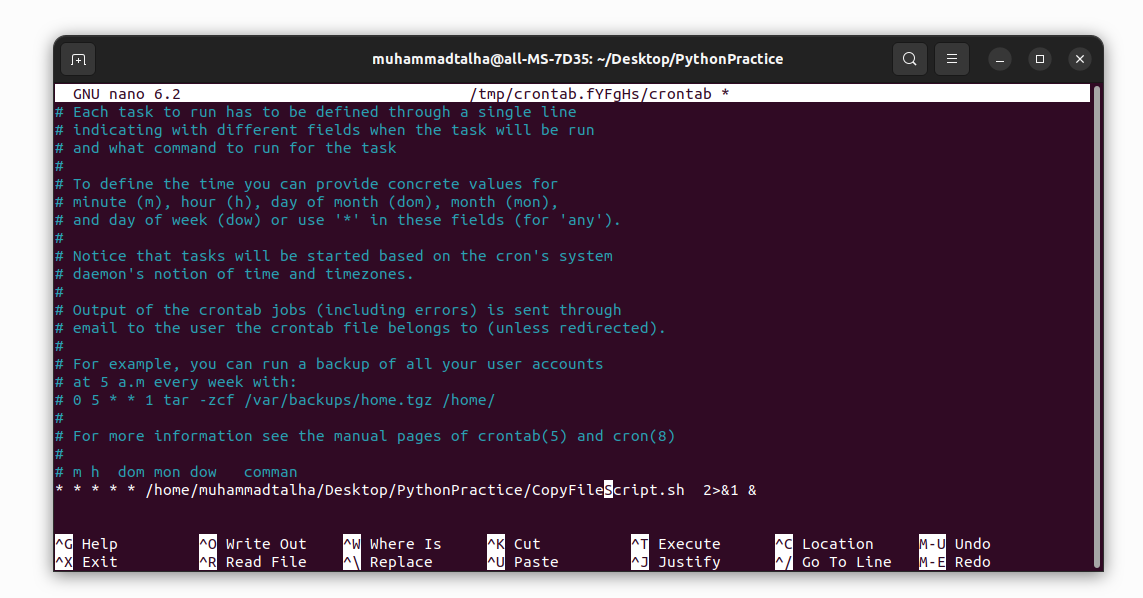 muhammadtalha@all-MS-7D35: ~/Desktop/PythonPractice
GNU nano 6.2 /tmp/crontab.fYFgHs/crontab *
# Each task to run has to be defined through a single line
# indicating with different fields when the task will be run
# and what command to run for the task
#
# To define the time you can provide concrete values for
# minute (m), hour (h), day of month (dom), month (mon),
# and day of week (dow) or use '*' in these fields (for 'any').
#
# Notice that tasks will be started based on the cron's system
# daemon's notion of time and timezones.
#
# Output of the crontab jobs (including errors) is sent through
# email to the user the crontab file belongs to (unless redirected).
#
# For example, you can run a backup of all your user accounts
# at 5 a.m every week with:
# 0 5 * * 1 tar -zcf /var/backups/home.tgz /home/
#
# For more information see the manual pages of crontab(5) and cron(8)
#
# m h  dom mon dow   comman
* * * * * /home/muhammadtalha/Desktop/PythonPractice/CopyFileScript.sh  2>&1 &
^G Help ^O Write Out ^W Where Is ^K Cut ^T Execute ^C Location M-U Undo
^X Exit ^R Read File ^\ Replace ^U Paste ^J Justify ^/ Go To Line M-E Redo